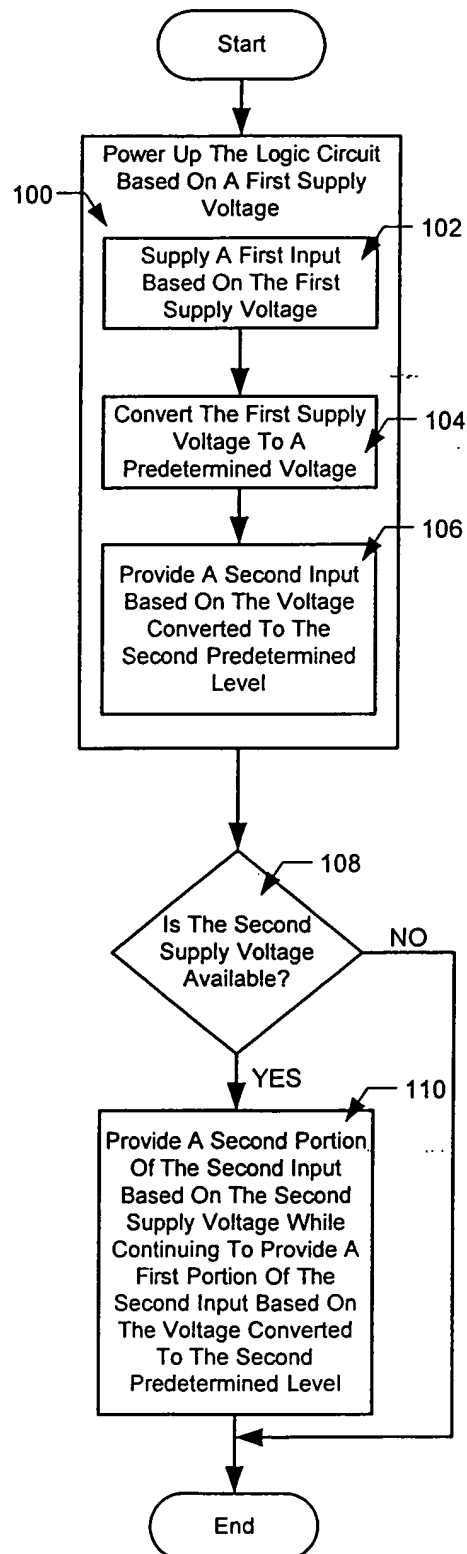 Start
Power Up The Logic Circuit
Based On A First Supply
Voltage
100
102
Supply A First Input
Based On The First
Supply Voltage
Convert The First Supply
Voltage To A
Predetermined Voltage
104
106
Provide A Second Input
Based On The Voltage
Converted To The
Second Predetermined
Level
108
Is The Second
Supply Voltage
Available?
NO
YES
110
Provide A Second Portion
Of The Second Input
Based On The Second
Supply Voltage While
Continuing To Provide A
First Portion Of The
Second Input Based On
The Voltage Converted
To The Second
Predetermined Level
End